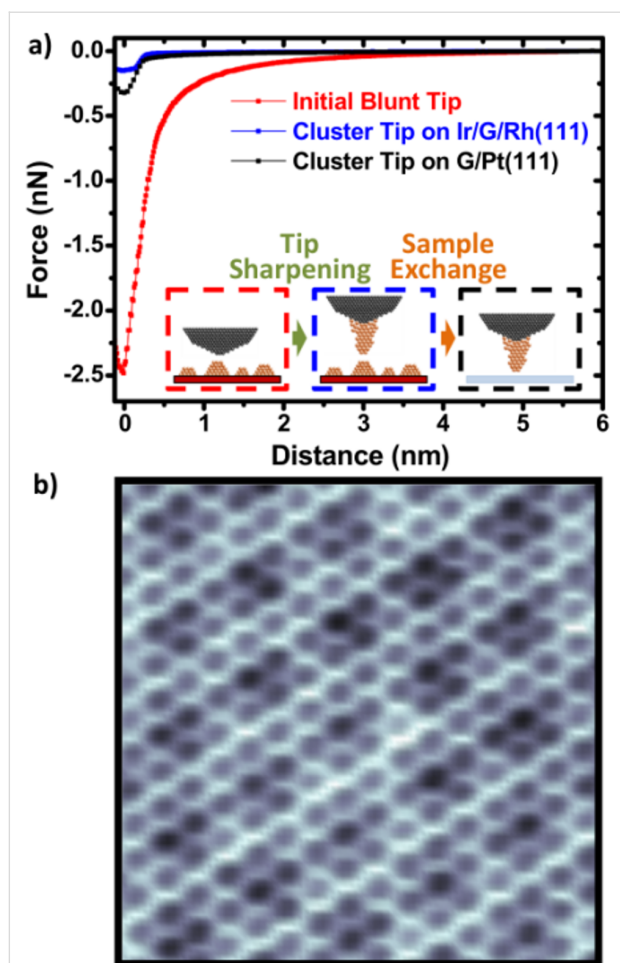 a)
0.0
-0.5
-1.0
-1.5
-2.0
-2.5
Force (nN)
Initial Blunt Tip
Cluster Tip on Ir/G/Rh(111)
Cluster Tip on G/Pt(111)
Tip
Sharpening
Sample
Exchange
0
1
2
3
4
5
6
Distance (nm)
b)